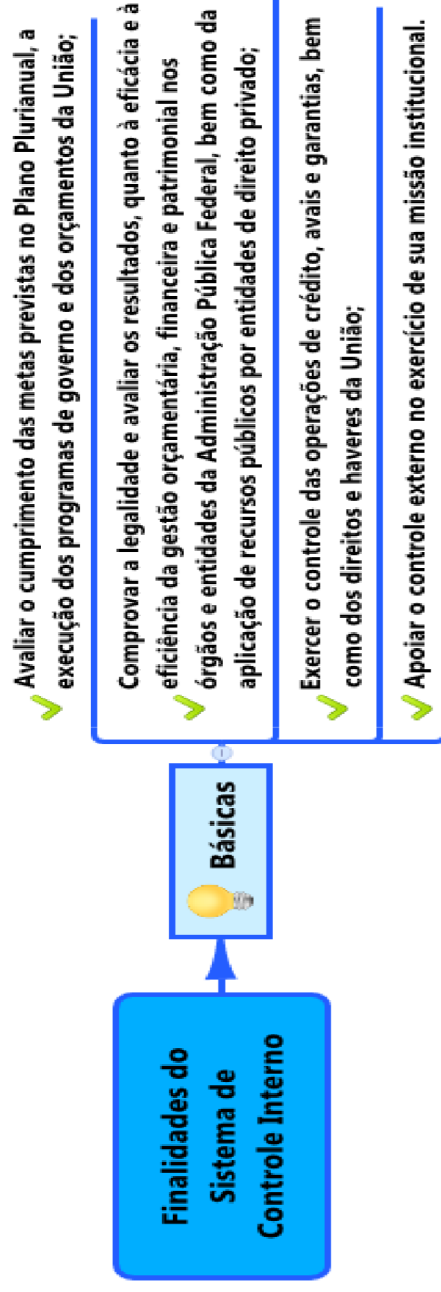 Finalidades do
Sistema de
Controle Interno
Básicas
Avaliar o cumprimento das metas previstas no Plano Plurianual, a
execução dos programas de governo e dos orçamentos da União;
Comprovar a legalidade e avaliar os resultados, quanto à eficácia e à
eficiência da gestão orçamentária, financeira e patrimonial nos
órgãos e entidades da Administração Pública Federal, bem como da
aplicação de recursos públicos por entidades de direito privado;
Exercer o controle das operações de crédito, avais e garantias, bem
como dos direitos e haveres da União;
Apoiar o controle externo no exercício de sua missão institucional.